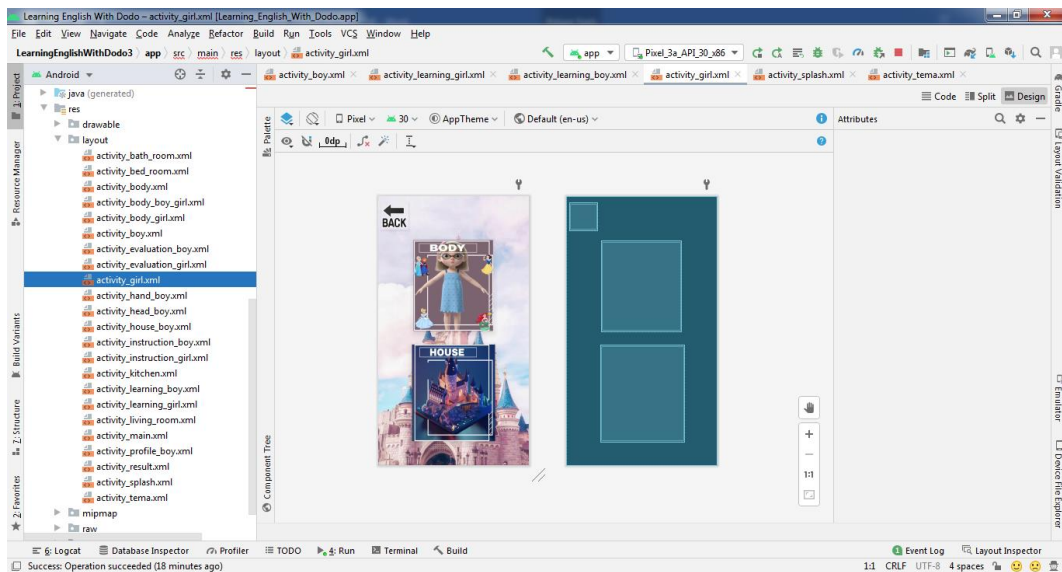 Learning English With Dodo – activity_girl.xml [Learning_English_With_Dodo.app]
File Edit View Navigate Code Analyze Refactor Build Run Tools VCS Window Help
LearningEnglishWithDodo3 app src main res layout activity_girl.xml app Pixel_3a_API_30_x86
Android activity_boy.xml activity_learning_girl.xml activity_learning_boy.xml activity_girl.xml activity_splash.xml activity_tema.xml
java (generated)
Code Split Design
res
drawable
layout
activity_bath_room.xml
activity_bed_room.xml
activity_body.xml
activity_body_boy_girl.xml
activity_body_girl.xml
activity_boy.xml
activity_evaluation_boy.xml
activity_evaluation_girl.xml
activity_girl.xml
activity_hand_boy.xml
activity_head_boy.xml
activity_house_boy.xml
activity_instruction_boy.xml
activity_instruction_girl.xml
activity_kitchen.xml
activity_learning_boy.xml
activity_learning_girl.xml
activity_living_room.xml
activity_main.xml
activity_profile_boy.xml
activity_result.xml
activity_splash.xml
activity_tema.xml
mipmap
raw
1: Project
Resource Manager
Build Variants
7: Structure
2: Favorites
Palette
Component Tree
Pixel 30 AppTheme Default (en-us)
0dp
BACK
BODY
HOUSE
1:1
Attributes
Gradle
Layout Validation
Emulator
Device File Explorer
6: Logcat Database Inspector Profiler TODO 4: Run Terminal Build Event Log Layout Inspector
Success: Operation succeeded (18 minutes ago) 1:1 CRLF UTF-8 4 spaces